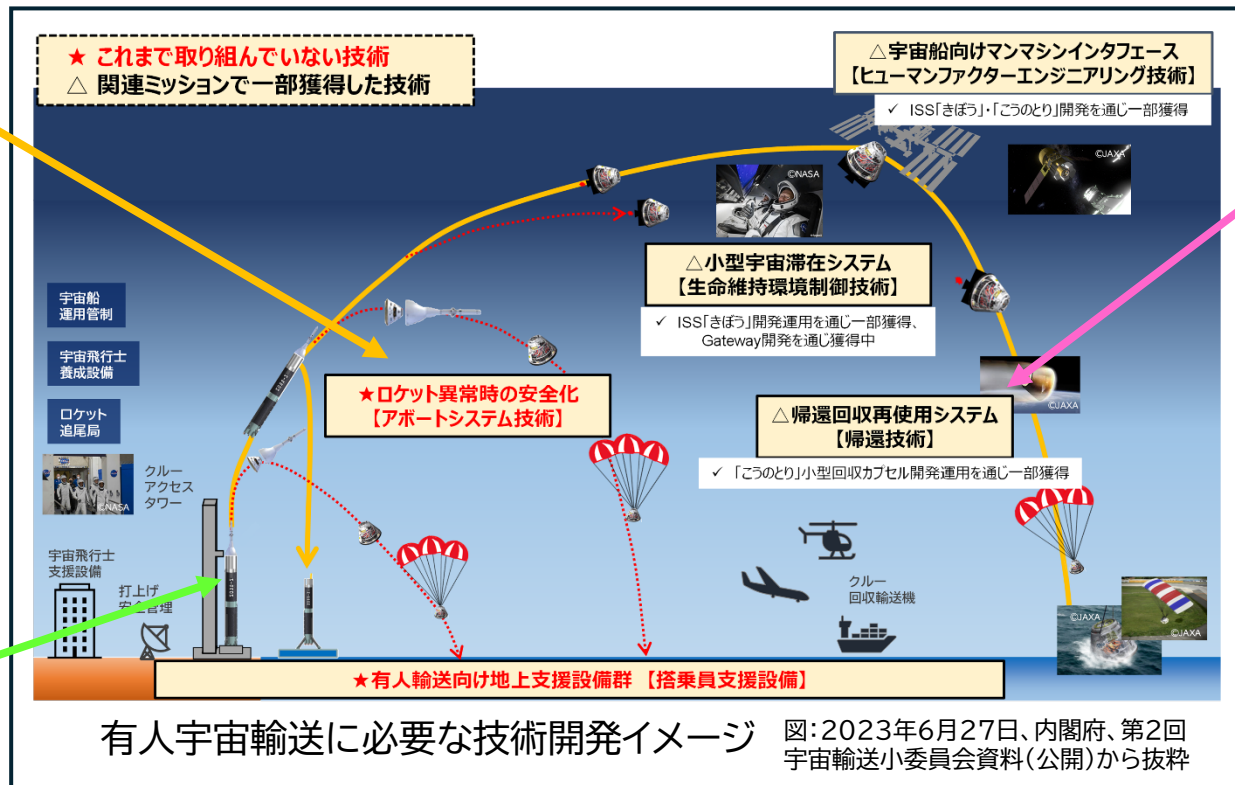 ★ これまで取り組んでいない技術
△ 関連ミッションで一部獲得した技術
△宇宙船向けマンマシンインタフェース
【ヒューマンファクターエンジニアリング技術】
✓ ISS「きぼう」・「こうのとり」開発を通じ一部獲得
©JAXA
©NASA
△小型宇宙滞在システム
【生命維持環境制御技術】
✓ ISS「きぼう」開発運用を通じ一部獲得、
Gateway開発を通じ獲得中
宇宙船
運用管制
宇宙飛行士
養成設備
ロケット
追尾局
★ロケット異常時の安全化
【アボートシステム技術】
©JAXA
△帰還回収再使用システム
【帰還技術】
✓ 「こうのとり」小型回収カプセル開発運用を通じ一部獲得
©NASA
クルー
アクセス
タワー
宇宙飛行士
支援設備
打上げ
安全管理
クルー
回収輸送機
©JAXA
©JAXA
★有人輸送向け地上支援設備群 【搭乗員支援設備】
有人宇宙輸送に必要な技術開発イメージ
図：2023年6月27日、内閣府、第2回
宇宙輸送小委員会資料（公開）から抜粋